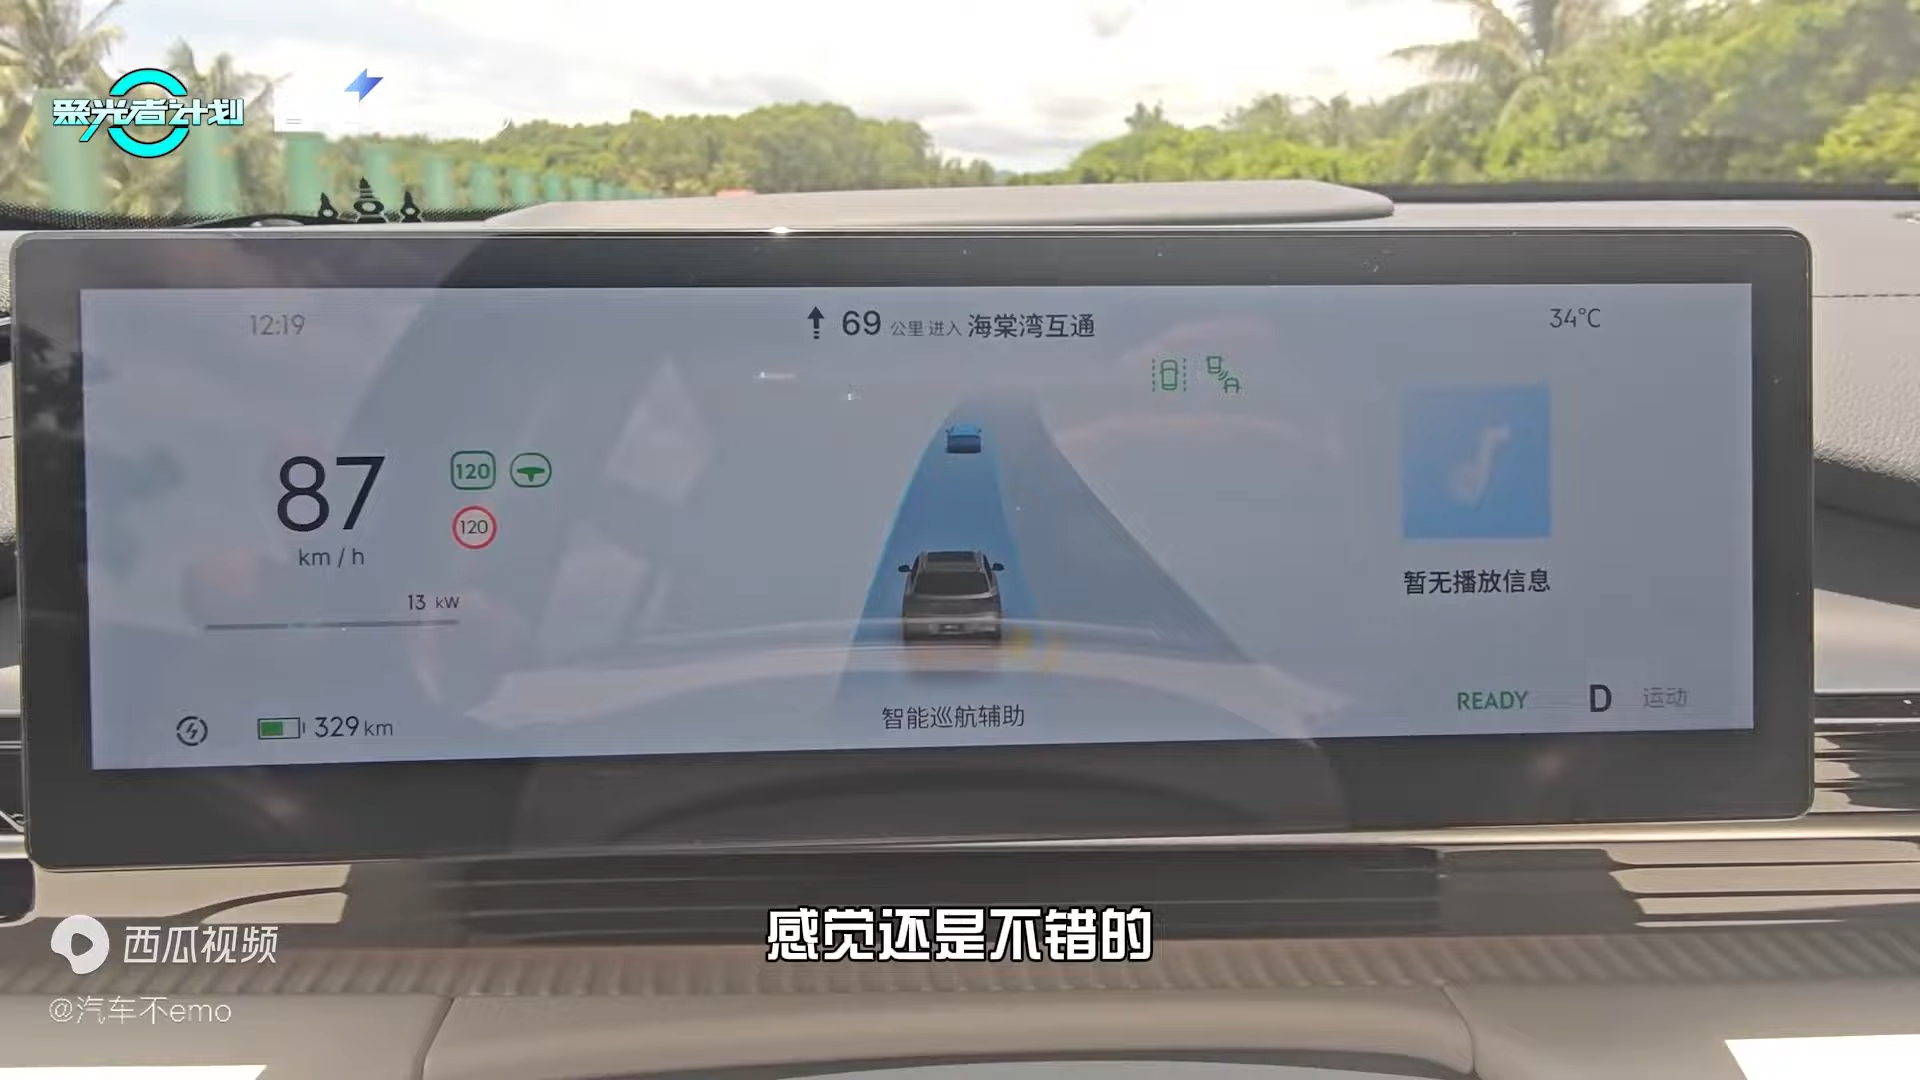 聚光者计划
12:19
69 公里 进入 海棠湾互通
34°C
87
km / h
120
120
13 kW
暂无播放信息
329 km
智能巡航辅助
READY
D
运动
感觉还是不错的
西瓜视频
@汽车不emo